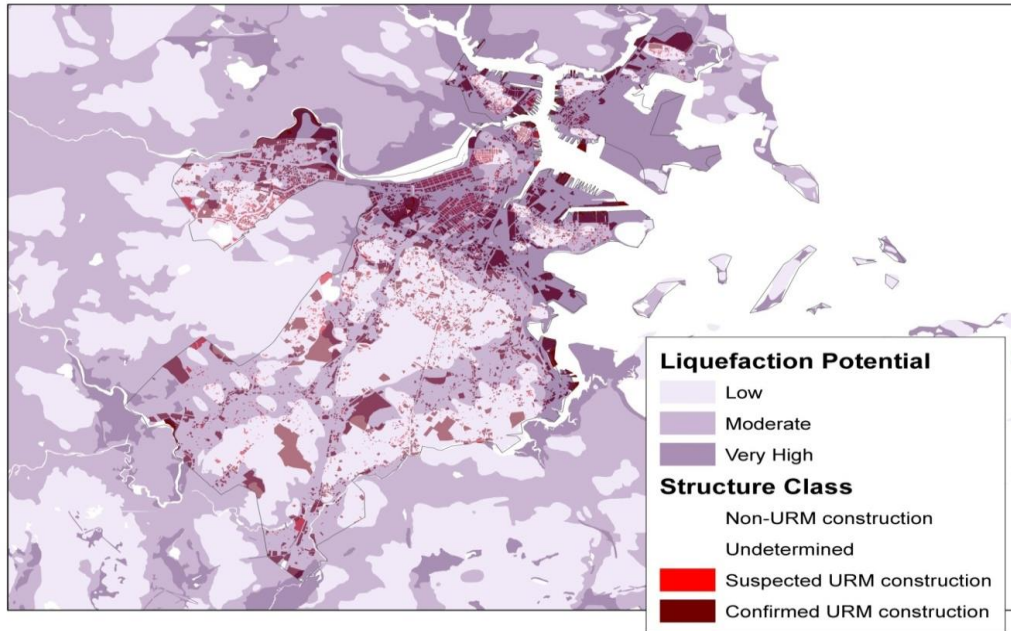 Liquefaction Potential
Low
Moderate
Very High
Structure Class
Non-URM construction
Undetermined
Suspected URM construction
Confirmed URM construction